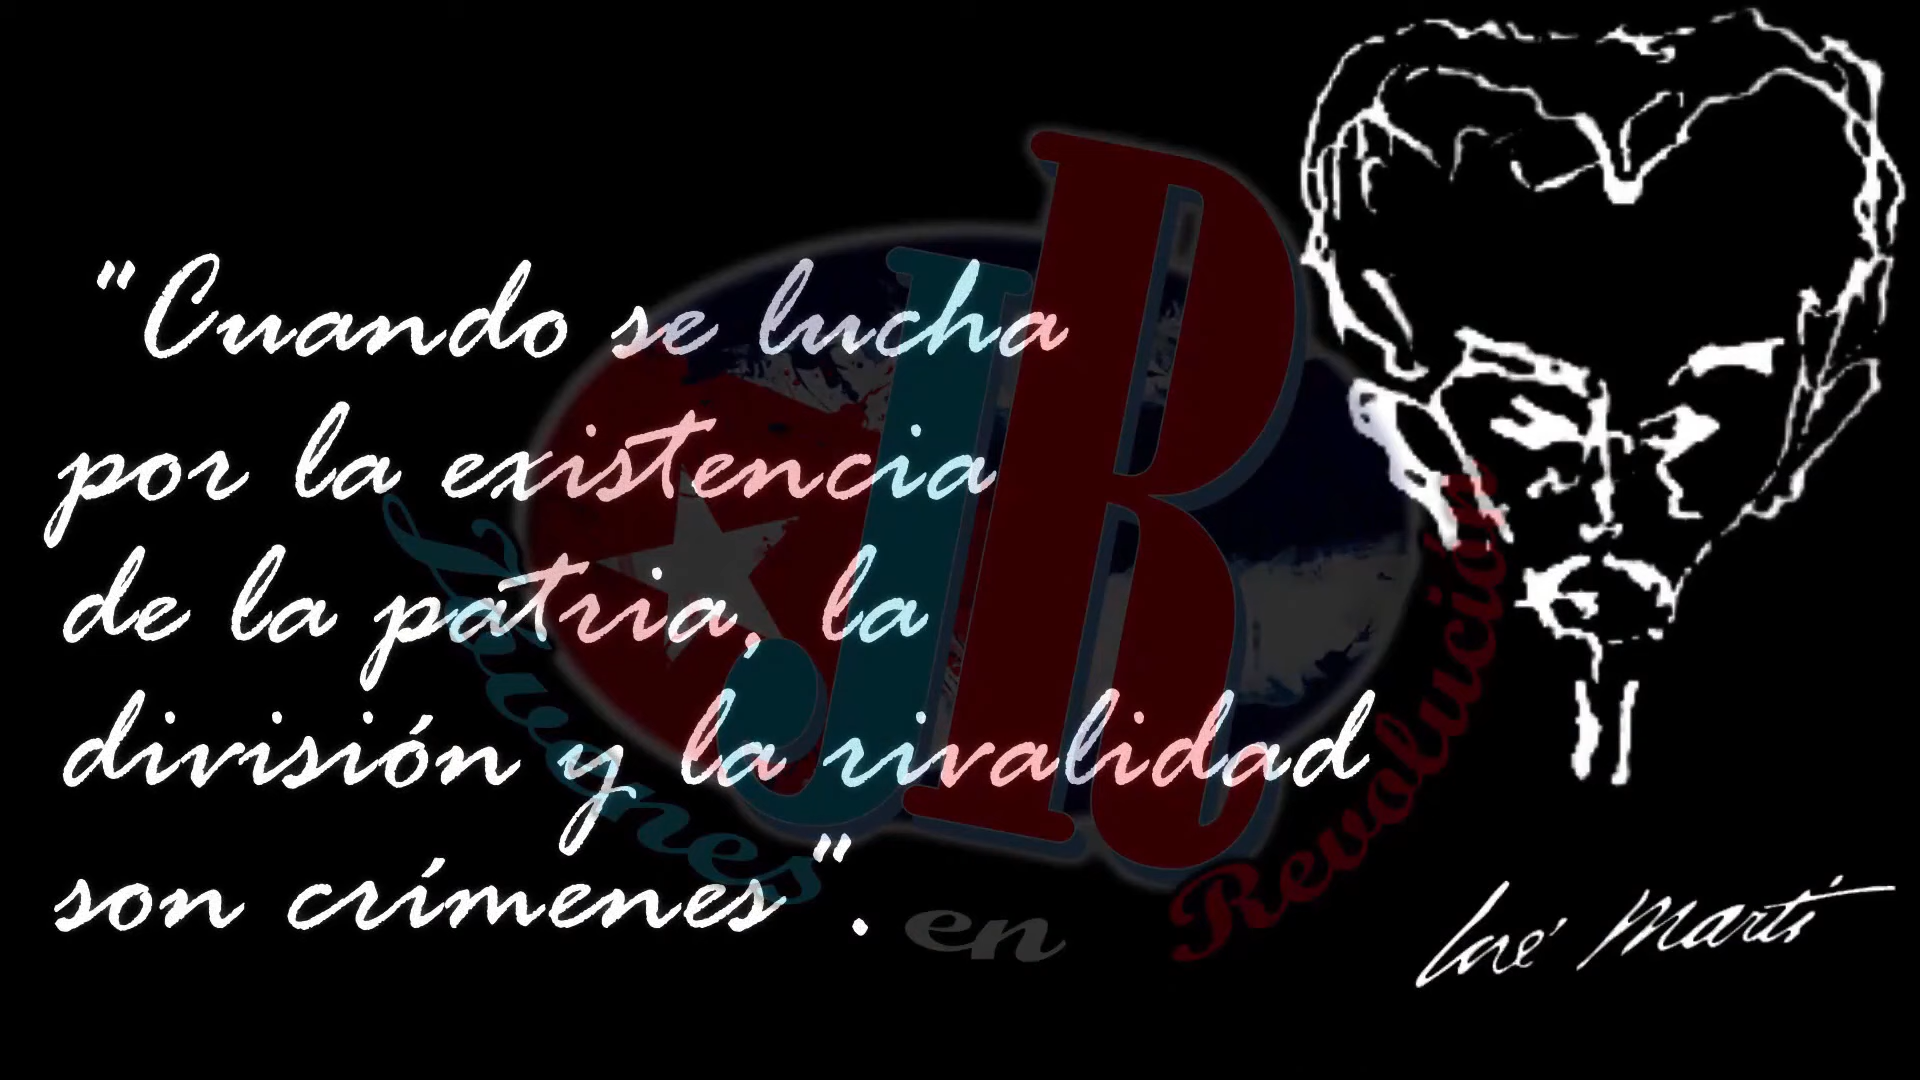 “Cuando se lucha
por la existencia
de la patria, la
división y la rivalidad
son crímenes”.
José Martí
JR
Jóvenes en Revolución